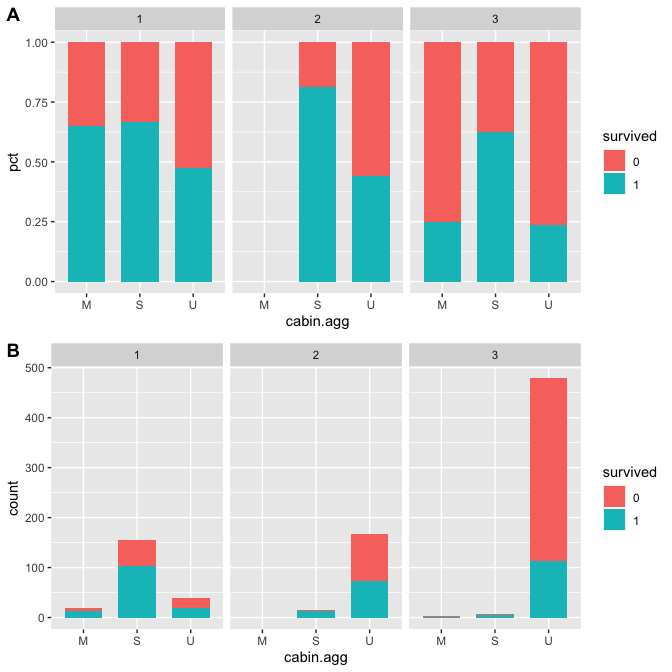 A
1 2 3
1.00
0.75
0.50
0.25
0.00
pct
M S U M S U M S U
cabin.agg
survived
0
1
B
1 2 3
500
400
300
200
100
0
count
M S U M S U M S U
cabin.agg
survived
0
1